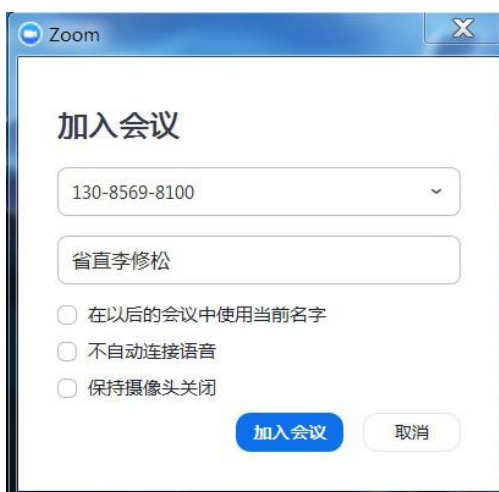 Zoom
加入会议
130-8569-8100
省直李修松
在以后的会议中使用当前名字
不自动连接语音
保持摄像头关闭
加入会议 取消